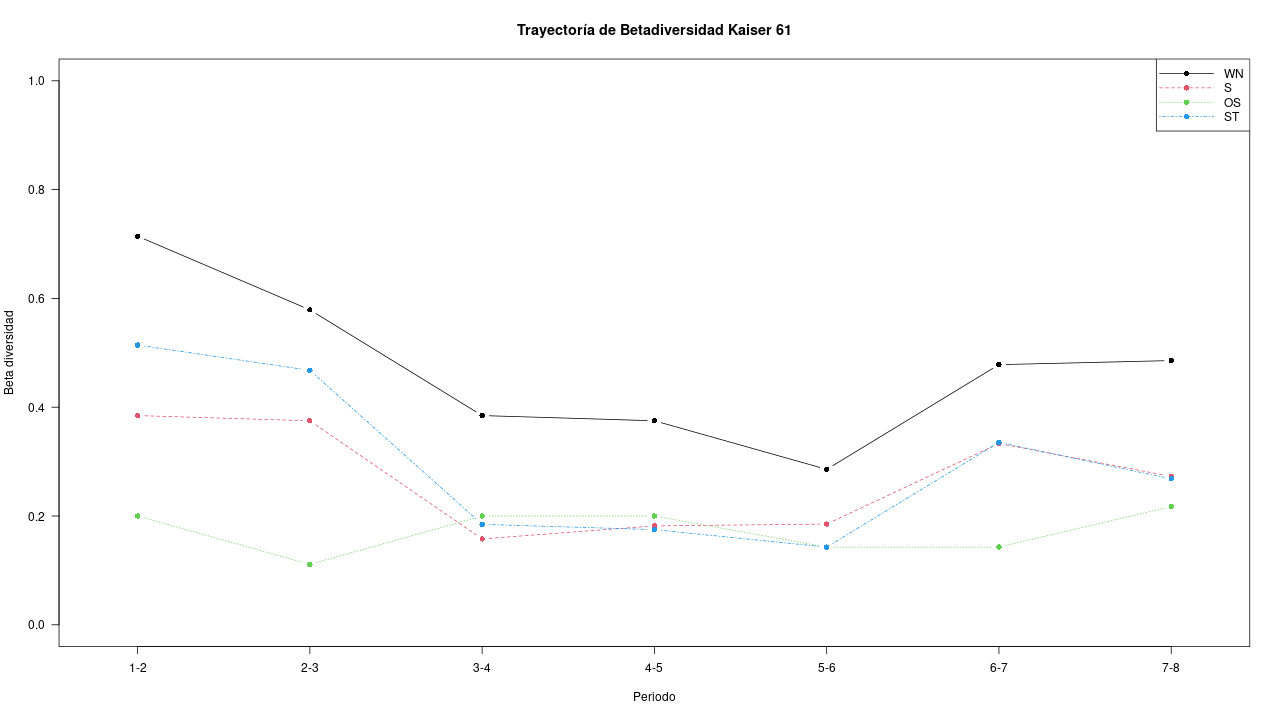 Trayectoría de Betadiversidad Kaiser 61
WN
S
OS
ST
1.0
0.8
0.6
0.4
0.2
0.0
Beta diversidad
1-2
2-3
3-4
4-5
5-6
6-7
7-8
Periodo